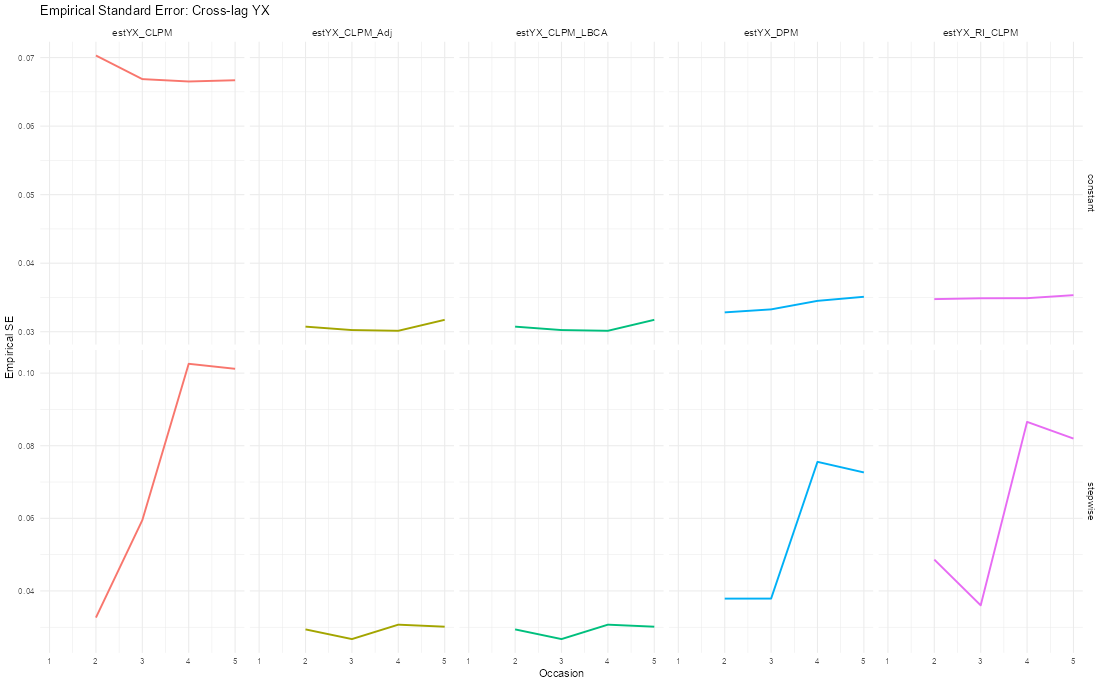 Empirical Standard Error: Cross-lag YX
estYX_CLPM
estYX_CLPM_Adj
estYX_CLPM_LBCA
estYX_DPM
estYX_RI_CLPM
0.07
0.06
0.05
0.04
0.03
constant
Empirical SE
0.10
0.08
0.06
0.04
stepwise
1 2 3 4 5
1 2 3 4 5
1 2 3 4 5
1 2 3 4 5
1 2 3 4 5
Occasion